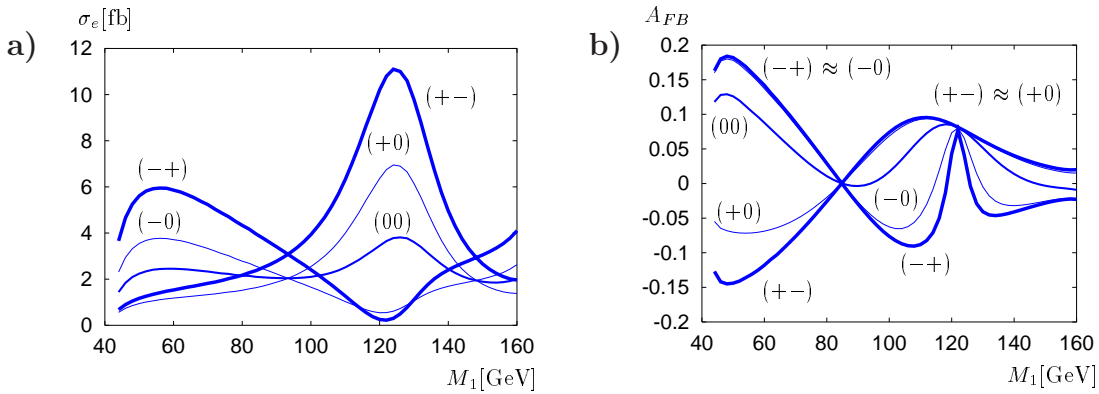 a)
σ_e[fb]
12
10
8
6
4
2
0
40 60 80 100 120 140 160
M_1[GeV]
(−+)
(−0)
(+−)
(+0)
(00)
b)
A_FB
0.2
0.15
0.1
0.05
0
-0.05
-0.1
-0.15
-0.2
40 60 80 100 120 140 160
M_1[GeV]
(−+) ≈ (−0)
(+−) ≈ (+0)
(00)
(+0)
(−0)
(−+)
(+−)